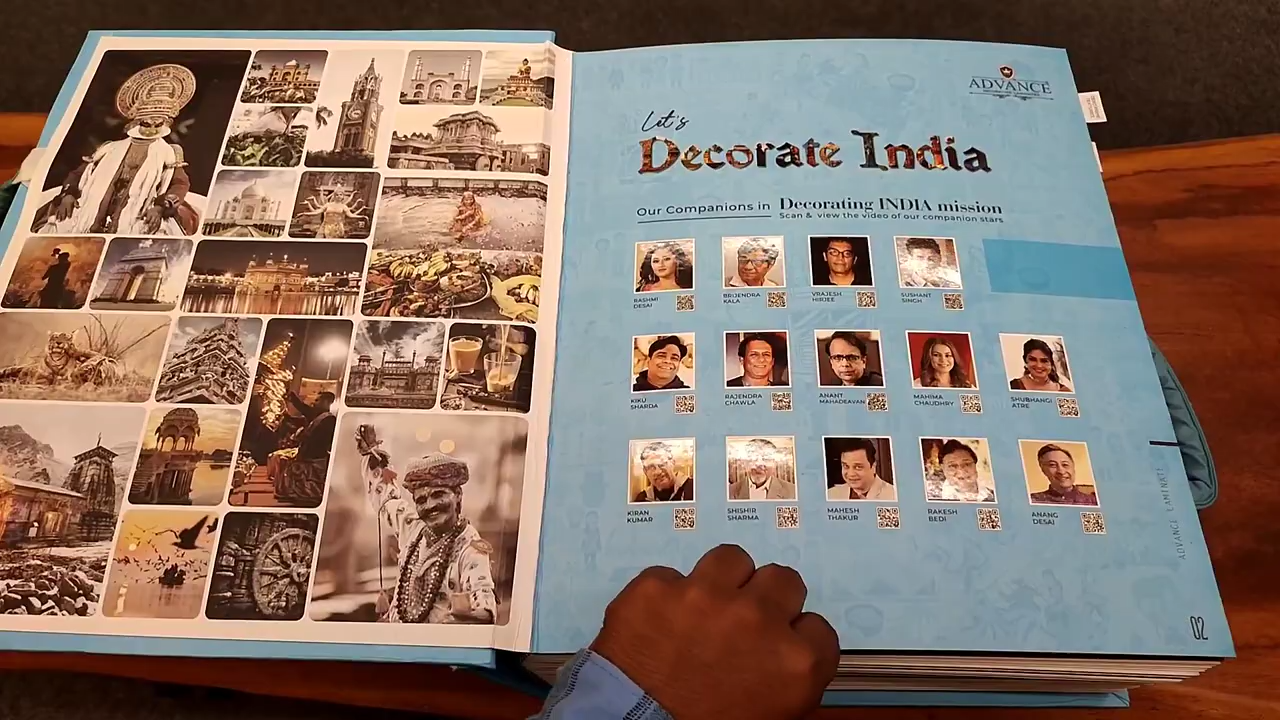 ADVANCE
Let's
Decorate India
Our Companions in Decorating INDIA mission
Scan & view the video of our companion stars
RASHMI
DESAI
BRIJENDRA
KALA
VRAJESH
HIRJEE
SUSHANT
SINGH
KIKU
SHARDA
RAJENDRA
CHAWLA
ANANT
MAHADEAVAN
MAHIMA
CHAUDHRY
SHUBHANGI
ATRE
KIRAN
KUMAR
SHISHIR
SHARMA
MAHESH
THAKUR
RAKESH
BEDI
ANANG
DESAI
ADVANCE LAMINATE
02